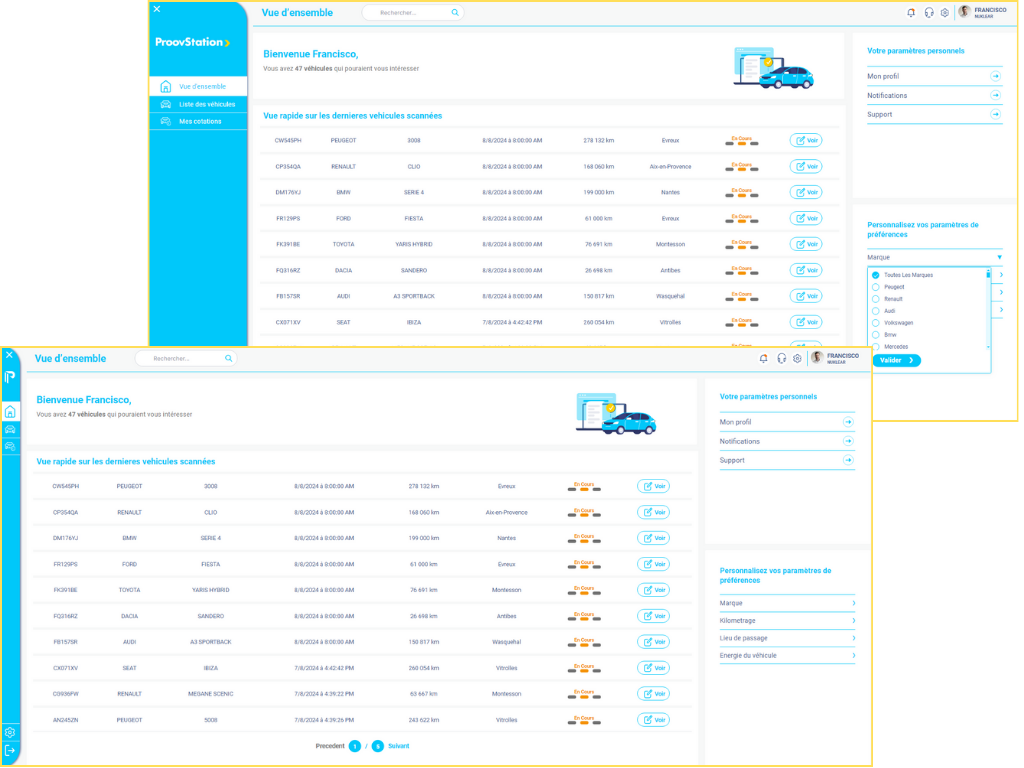 Vue d'ensemble
Rechercher...
FRANCISCO
NUKLEAR
ProovStation
Vue d'ensemble
Liste des véhicules
Mes cotations
Bienvenue Francisco,
Vous avez 47 véhicules qui pouraient vous intéresser
Votre paramètres personnels
Mon profil
Notifications
Support
Vue rapide sur les dernieres vehicules scannées
CW545PH PEUGEOT 3008 8/8/2024 à 8:00:00 AM 278 132 km Evreux En Cours Voir
CP354QA RENAULT CLIO 8/8/2024 à 8:00:00 AM 168 060 km Aix-en-Provence En Cours Voir
DM176YJ BMW SERIE 4 8/8/2024 à 8:00:00 AM 199 000 km Nantes En Cours Voir
FR129PS FORD FIESTA 8/8/2024 à 8:00:00 AM 61 000 km Evreux En Cours Voir
FK391BE TOYOTA YARIS HYBRID 8/8/2024 à 8:00:00 AM 76 691 km Montesson En Cours Voir
FQ316RZ DACIA SANDERO 8/8/2024 à 8:00:00 AM 26 698 km Antibes En Cours Voir
FB157SR AUDI A3 SPORTBACK 8/8/2024 à 8:00:00 AM 150 817 km Wasquehal En Cours Voir
CX071XV SEAT IBIZA 7/8/2024 à 4:42:42 PM 260 054 km Vitrolles En Cours Voir
Personnalisez vos paramètres de
préférences
Marque
Toutes Les Marques
Peugeot
Renault
Audi
Volkswagen
Bmw
Mercedes
Valider
Vue d'ensemble
Rechercher...
FRANCISCO
NUKLEAR
Bienvenue Francisco,
Vous avez 47 véhicules qui pouraient vous intéresser
Votre paramètres personnels
Mon profil
Notifications
Support
Vue rapide sur les dernieres vehicules scannées
CW545PH PEUGEOT 3008 8/8/2024 à 8:00:00 AM 278 132 km Evreux En Cours Voir
CP354QA RENAULT CLIO 8/8/2024 à 8:00:00 AM 168 060 km Aix-en-Provence En Cours Voir
DM176YJ BMW SERIE 4 8/8/2024 à 8:00:00 AM 199 000 km Nantes En Cours Voir
FR129PS FORD FIESTA 8/8/2024 à 8:00:00 AM 61 000 km Evreux En Cours Voir
FK391BE TOYOTA YARIS HYBRID 8/8/2024 à 8:00:00 AM 76 691 km Montesson En Cours Voir
FQ316RZ DACIA SANDERO 8/8/2024 à 8:00:00 AM 26 698 km Antibes En Cours Voir
FB157SR AUDI A3 SPORTBACK 8/8/2024 à 8:00:00 AM 150 817 km Wasquehal En Cours Voir
CX071XV SEAT IBIZA 7/8/2024 à 4:42:42 PM 260 054 km Vitrolles En Cours Voir
CG936FW RENAULT MEGANE SCENIC 7/8/2024 à 4:39:22 PM 63 667 km Montesson En Cours Voir
AN245ZN PEUGEOT 5008 7/8/2024 à 4:39:26 PM 243 622 km Vitrolles En Cours Voir
Precedent 1 / 5 Suivant
Personnalisez vos paramètres de
préférences
Marque
Kilometrage
Lieu de passage
Energie du véhicule